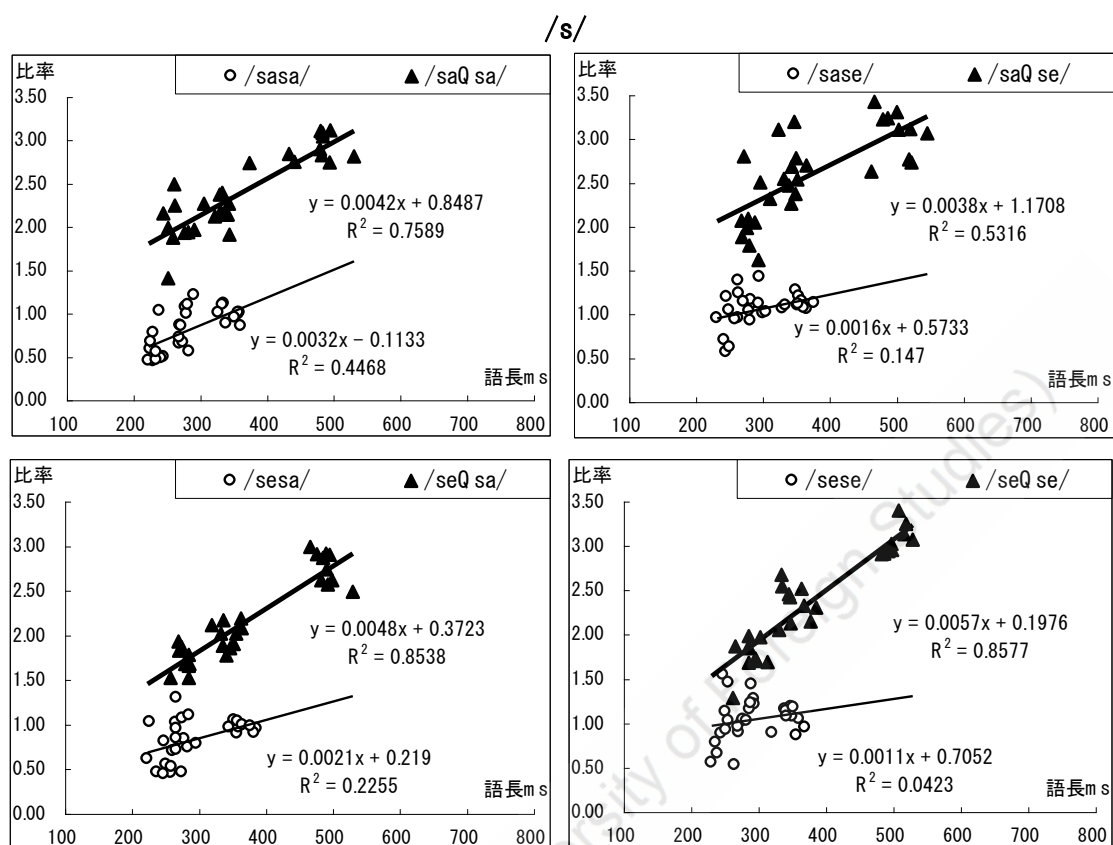 /s/
比率
○ /sasa/ ▲ /saQ sa/
3.50
3.00
2.50
2.00
1.50
1.00
0.50
0.00
y = 0.0042x + 0.8487
R² = 0.7589
y = 0.0032x − 0.1133
R² = 0.4468
語長ms
100 200 300 400 500 600 700 800
比率
○ /sase/ ▲ /saQ se/
3.50
3.00
2.50
2.00
1.50
1.00
0.50
0.00
y = 0.0038x + 1.1708
R² = 0.5316
y = 0.0016x + 0.5733
R² = 0.147
語長ms
100 200 300 400 500 600 700 800
比率
○ /sesa/ ▲ /seQ sa/
3.50
3.00
2.50
2.00
1.50
1.00
0.50
0.00
y = 0.0048x + 0.3723
R² = 0.8538
y = 0.0021x + 0.219
R² = 0.2255
語長ms
100 200 300 400 500 600 700 800
比率
○ /sese/ ▲ /seQ se/
3.50
3.00
2.50
2.00
1.50
1.00
0.50
0.00
y = 0.0057x + 0.1976
R² = 0.8577
y = 0.0011x + 0.7052
R² = 0.0423
語長ms
100 200 300 400 500 600 700 800
of Foreign Studies)